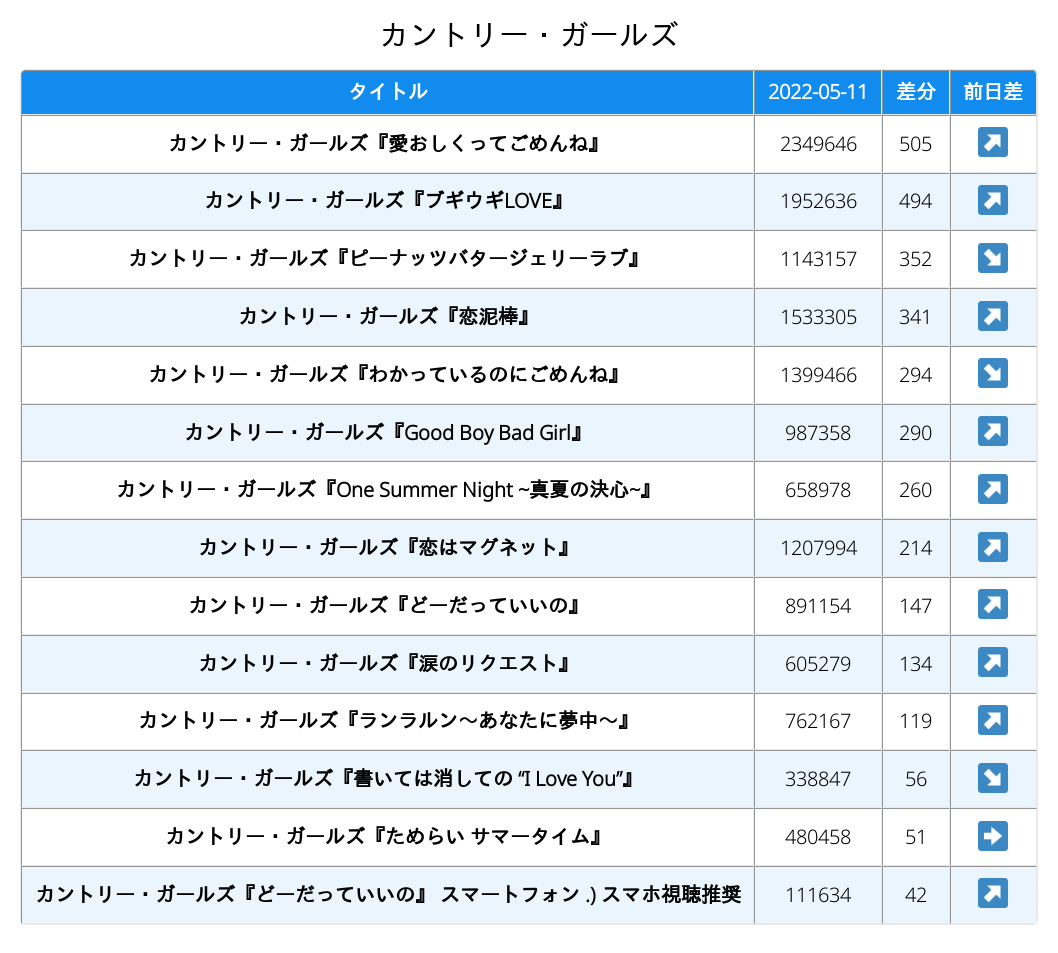 カントリー・ガールズ
タイトル 2022-05-11 差分 前日差
カントリー・ガールズ『愛おしくってごめんね』 2349646 505
カントリー・ガールズ『ブギウギLOVE』 1952636 494
カントリー・ガールズ『ピーナッツバタージェリーラブ』 1143157 352
カントリー・ガールズ『恋泥棒』 1533305 341
カントリー・ガールズ『わかっているのにごめんね』 1399466 294
カントリー・ガールズ『Good Boy Bad Girl』 987358 290
カントリー・ガールズ『One Summer Night ~真夏の決心~』 658978 260
カントリー・ガールズ『恋はマグネット』 1207994 214
カントリー・ガールズ『どーだっていいの』 891154 147
カントリー・ガールズ『涙のリクエスト』 605279 134
カントリー・ガールズ『ランラルン〜あなたに夢中〜』 762167 119
カントリー・ガールズ『書いては消しての “I Love You”』 338847 56
カントリー・ガールズ『ためらい サマータイム』 480458 51
カントリー・ガールズ『どーだっていいの』 スマートフォン .) スマホ視聴推奨 111634 42